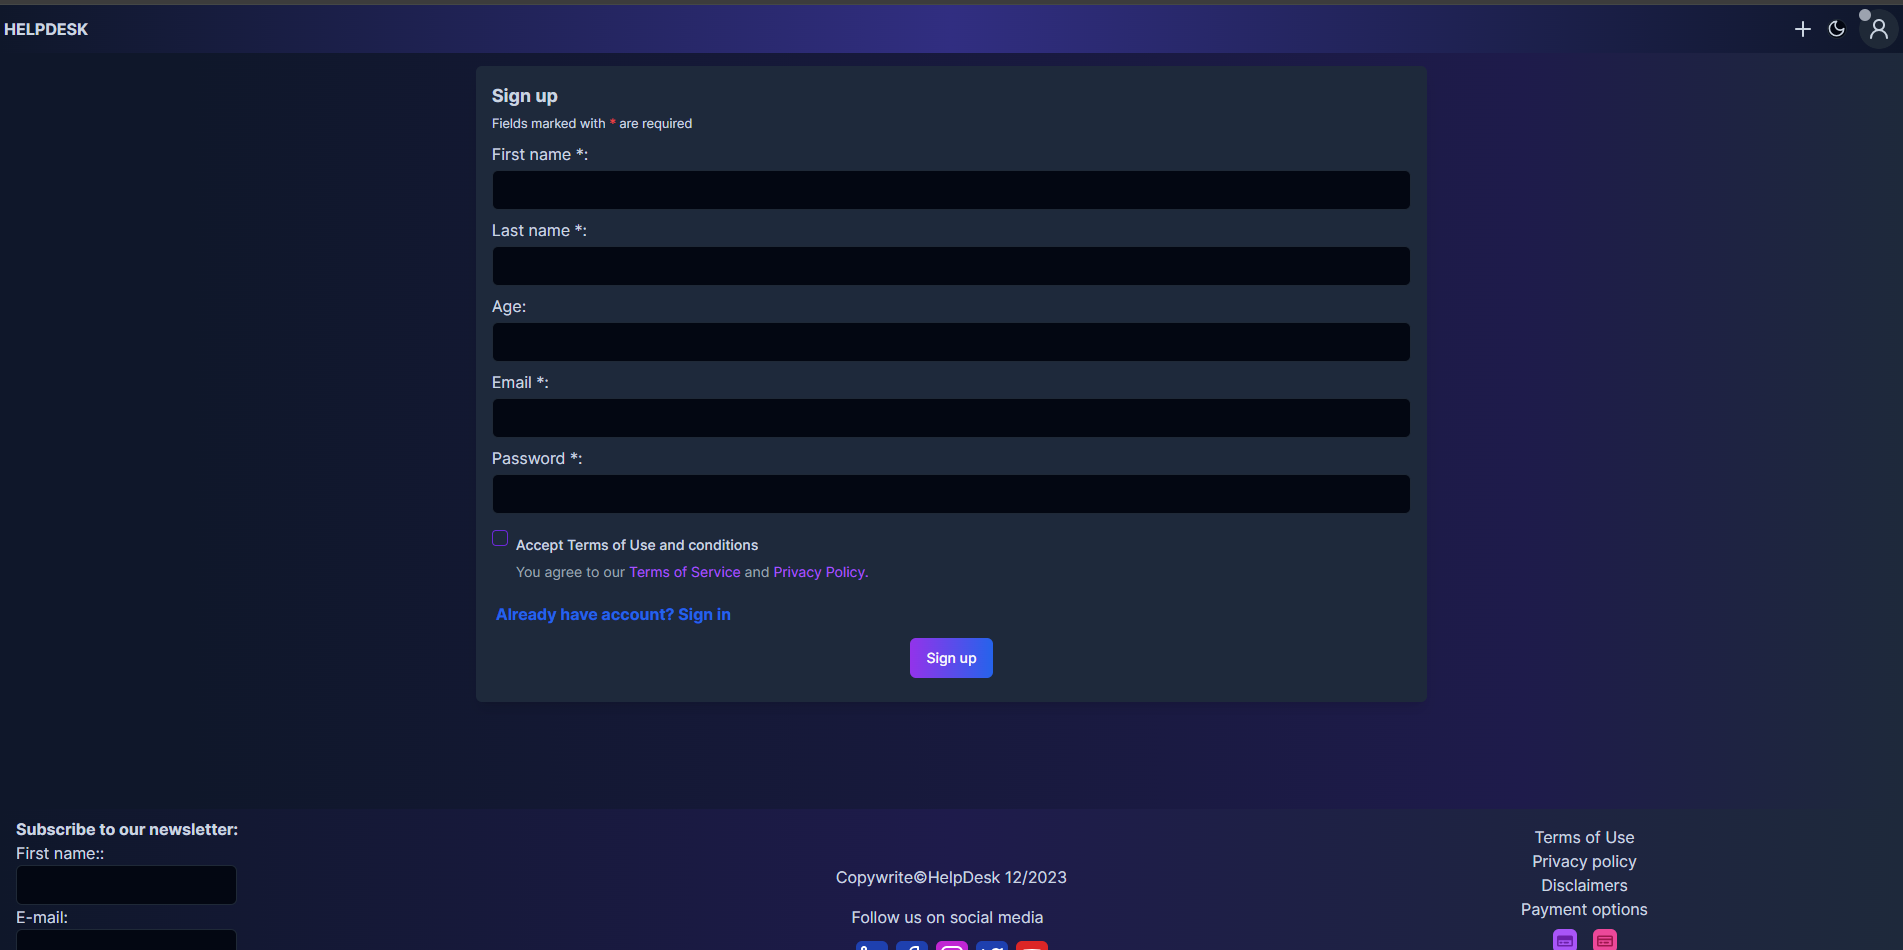 HELPDESK
Sign up
Fields marked with * are required
First name *:
Last name *:
Age:
Email *:
Password *:
Accept Terms of Use and conditions
You agree to our Terms of Service and Privacy Policy.
Already have account? Sign in
Sign up
Subscribe to our newsletter:
First name::
E-mail:
Copywrite©HelpDesk 12/2023
Follow us on social media
Terms of Use
Privacy policy
Disclaimers
Payment options